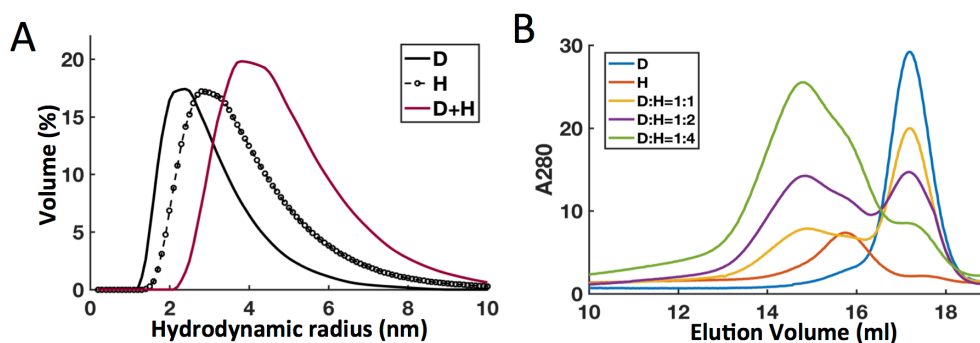 A
20
15
10
5
0
Volume (%)
0
2
4
6
8
10
Hydrodynamic radius (nm)
D
H
D+H
B
30
20
10
0
A280
10
12
14
16
18
Elution Volume (ml)
D
H
D:H=1:1
D:H=1:2
D:H=1:4